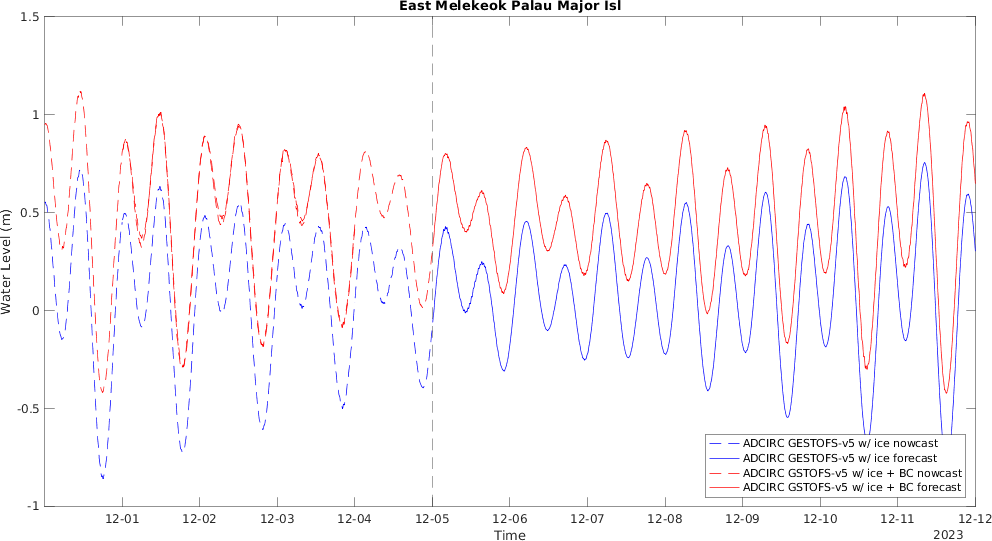 East Melekeok Palau Major Isl
1.5
1
0.5
0
-0.5
-1
Water Level (m)
ADCIRC GESTOFS-v5 w/ ice nowcast
ADCIRC GESTOFS-v5 w/ ice forecast
ADCIRC GSTOFS-v5 w/ ice + BC nowcast
ADCIRC GSTOFS-v5 w/ ice + BC forecast
12-01 12-02 12-03 12-04 12-05 12-06 12-07 12-08 12-09 12-10 12-11 12-12
Time
2023